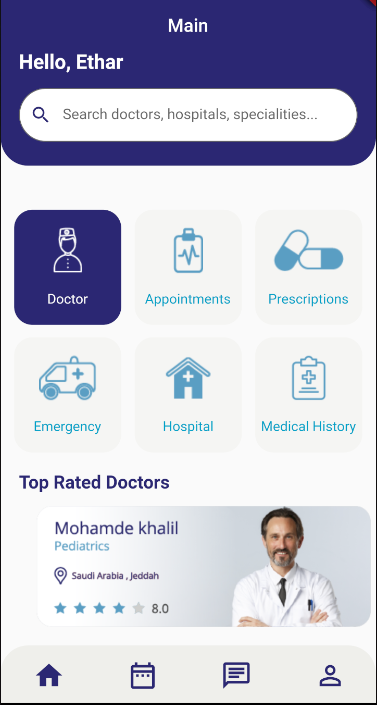 Main
Hello, Ethar
Search doctors, hospitals, specialities...
Doctor
Appointments
Prescriptions
Emergency
Hospital
Medical History
Top Rated Doctors
Mohamde khalil
Pediatrics
Saudi Arabia , Jeddah
8.0